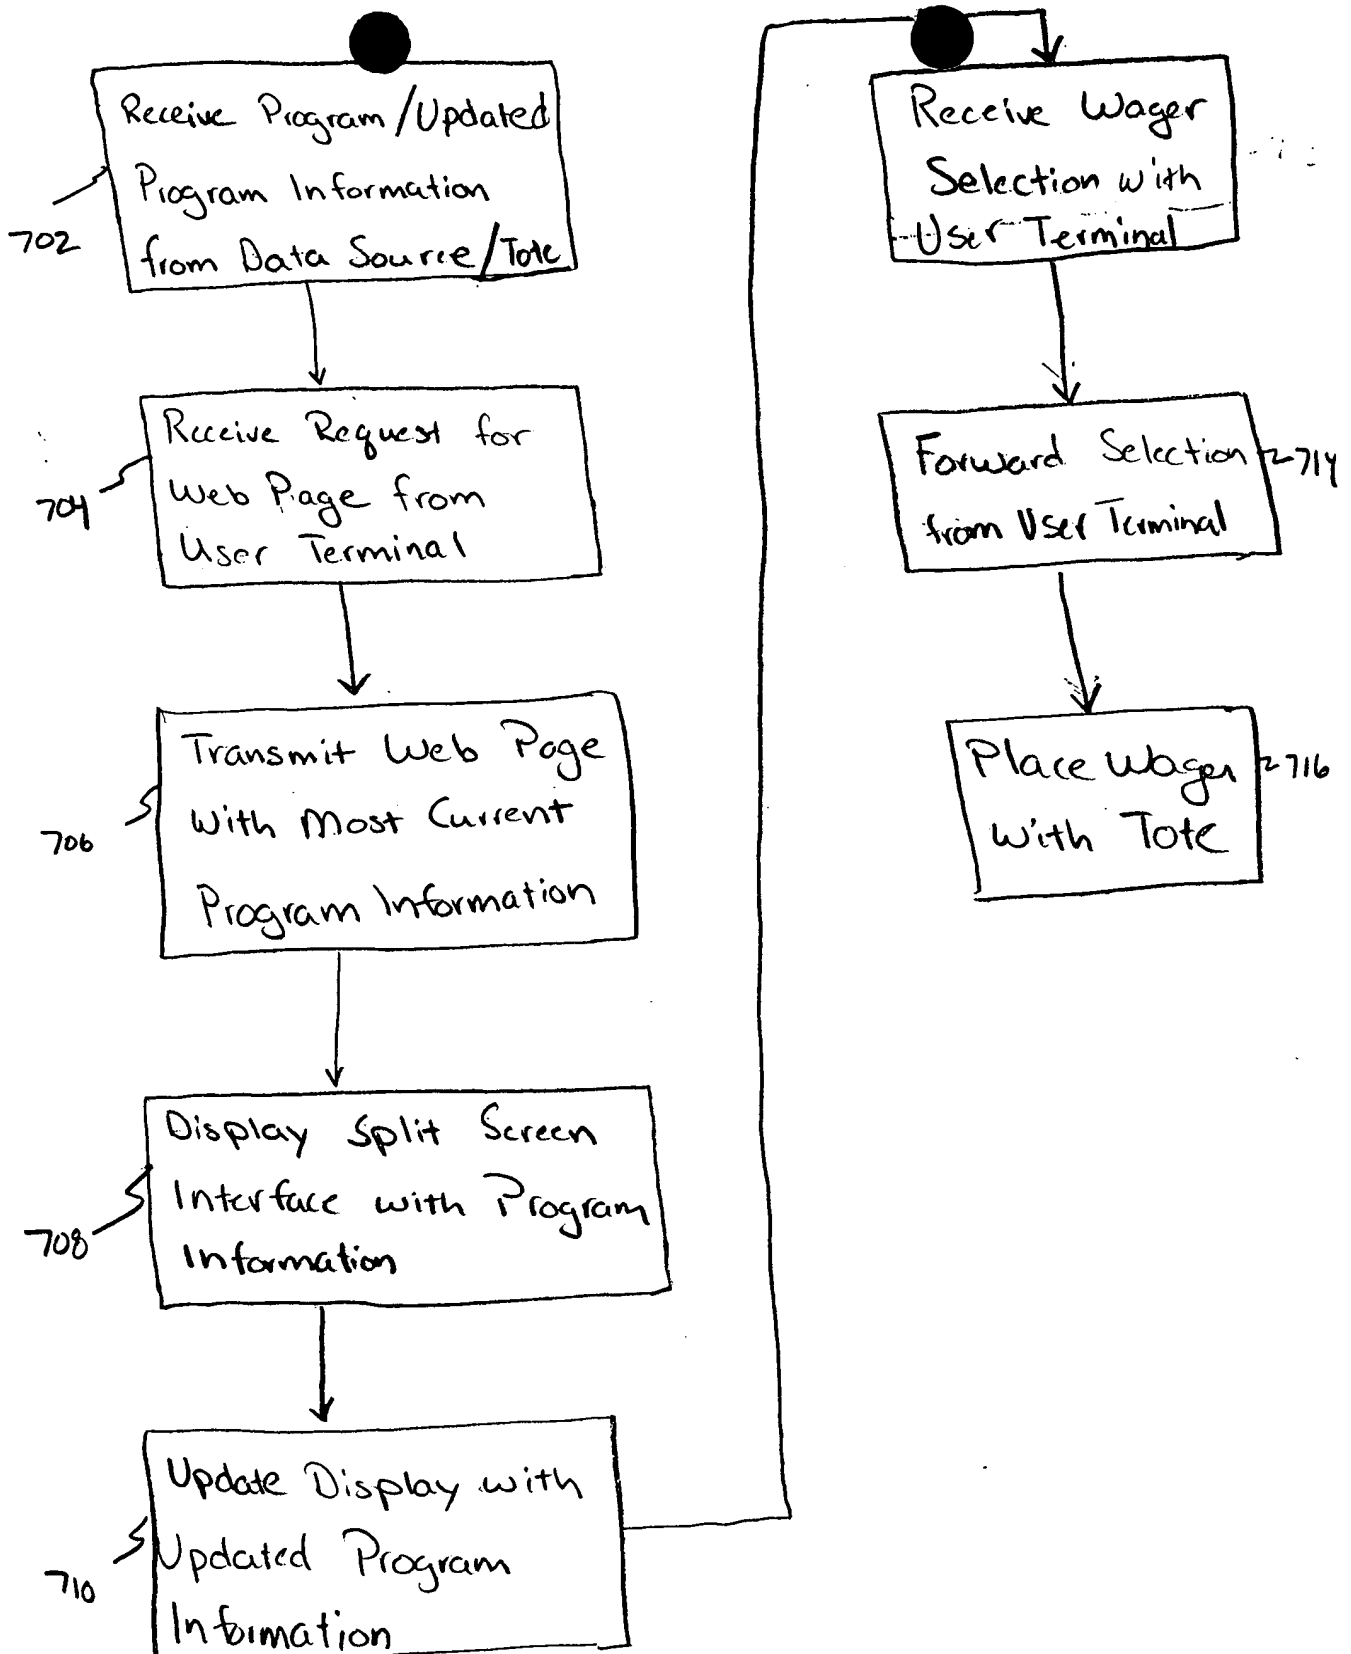 Receive Program/Updated
Program Information
from Data Source/Tote
702
Receive Request for
Web Page from
User Terminal
704
Transmit Web Page
With Most Current
Program Information
706
Display Split Screen
Interface with Program
Information
708
Update Display with
Updated Program
Information
710
Receive Wager
Selection with
User Terminal
Forward Selection
from User Terminal
714
Place Wager
with Tote
716